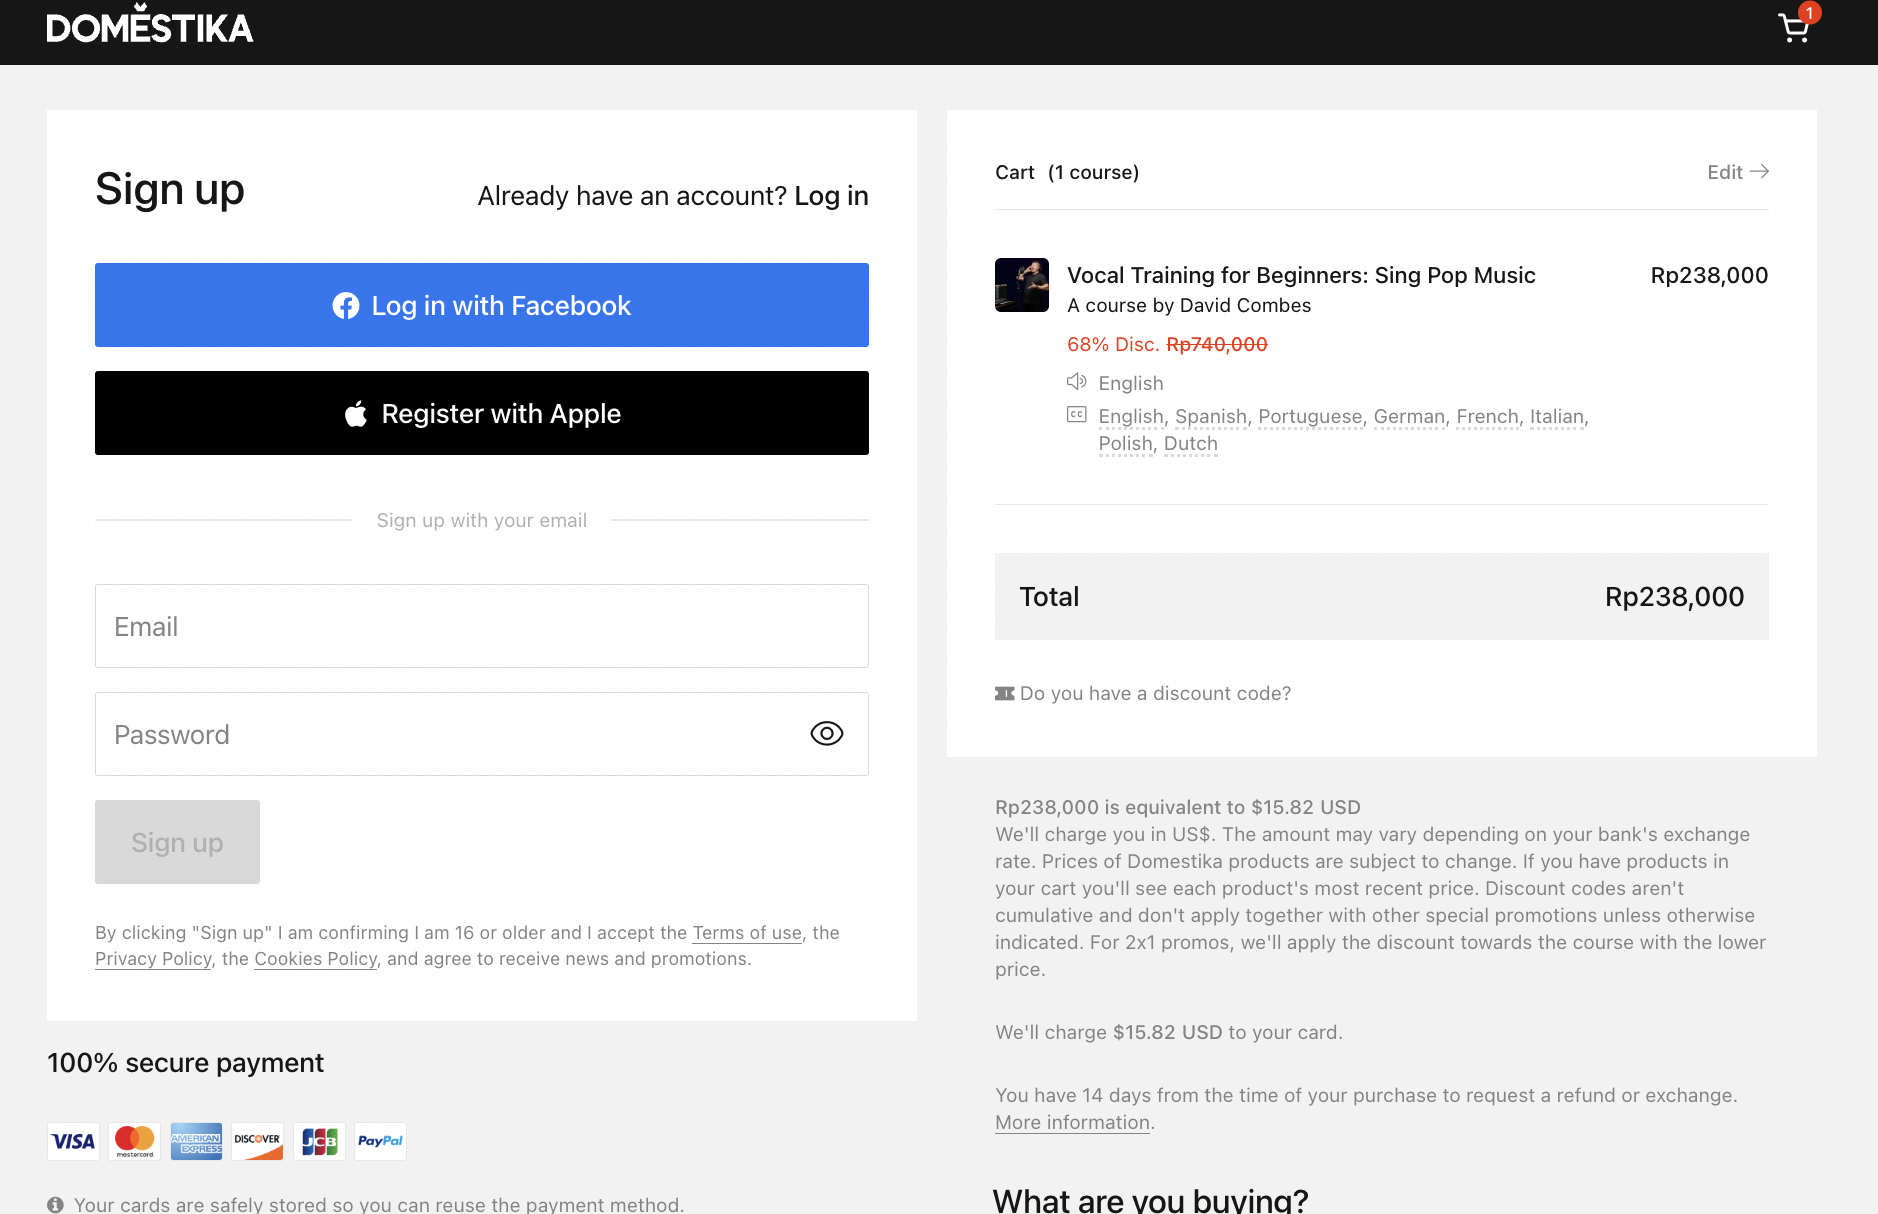 DOMESTIKA
1
Sign up
Already have an account? Log in
Log in with Facebook
Register with Apple
Sign up with your email
Email
Password
Sign up
By clicking "Sign up" I am confirming I am 16 or older and I accept the Terms of use, the
Privacy Policy, the Cookies Policy, and agree to receive news and promotions.
100% secure payment
VISA
mastercard
AMERICAN EXPRESS
DISCOVER
JCB
PayPal
Your cards are safely stored so you can reuse the payment method.
Cart (1 course)
Edit
Vocal Training for Beginners: Sing Pop Music
Rp238,000
A course by David Combes
68% Disc. Rp740,000
English
CC
English, Spanish, Portuguese, German, French, Italian,
Polish, Dutch
Total
Rp238,000
Do you have a discount code?
Rp238,000 is equivalent to $15.82 USD
We'll charge you in US$. The amount may vary depending on your bank's exchange
rate. Prices of Domestika products are subject to change. If you have products in
your cart you'll see each product's most recent price. Discount codes aren't
cumulative and don't apply together with other special promotions unless otherwise
indicated. For 2x1 promos, we'll apply the discount towards the course with the lower
price.
We'll charge $15.82 USD to your card.
You have 14 days from the time of your purchase to request a refund or exchange.
More information.
What are you buying?